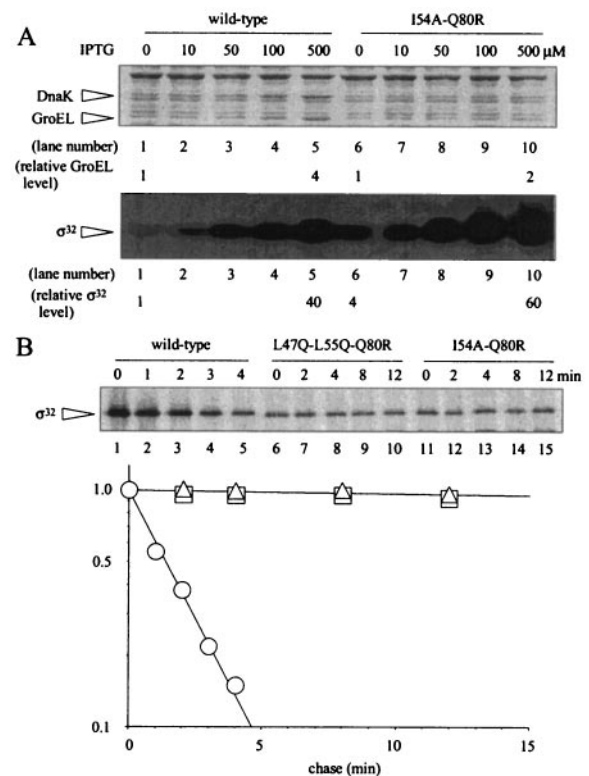 A
wild-type I54A-Q80R
IPTG 0 10 50 100 500 0 10 50 100 500 μM
DnaK
GroEL
(lane number) 1 2 3 4 5 6 7 8 9 10
(relative GroEL level) 1 4 1 2
σ32
(lane number) 1 2 3 4 5 6 7 8 9 10
(relative σ32 level) 1 40 4 60
B
wild-type L47Q-L55Q-Q80R I54A-Q80R
0 1 2 3 4 0 2 4 8 12 0 2 4 8 12 min
σ32
1 2 3 4 5 6 7 8 9 10 11 12 13 14 15
1.0
0.5
0.1
0 5 10 15
chase (min)